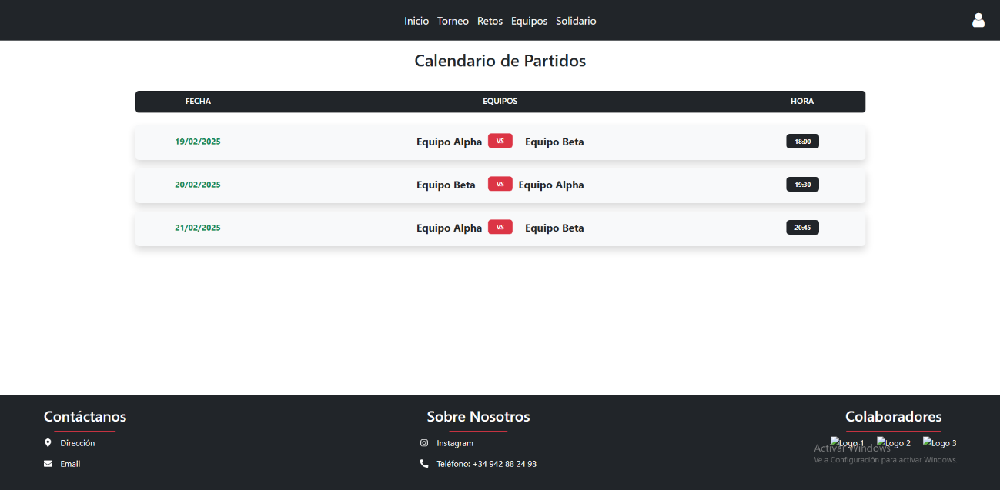 Inicio Torneo Retos Equipos Solidario
Calendario de Partidos
FECHA EQUIPOS HORA
19/02/2025 Equipo Alpha VS Equipo Beta 18:00
20/02/2025 Equipo Beta VS Equipo Alpha 19:30
21/02/2025 Equipo Alpha VS Equipo Beta 20:45
Contáctanos Sobre Nosotros Colaboradores
Dirección Instagram Logo 1 Logo 2 Logo 3
Activar Windows
Ve a Configuración para activar Windows.
Email Teléfono: +34 942 88 24 98